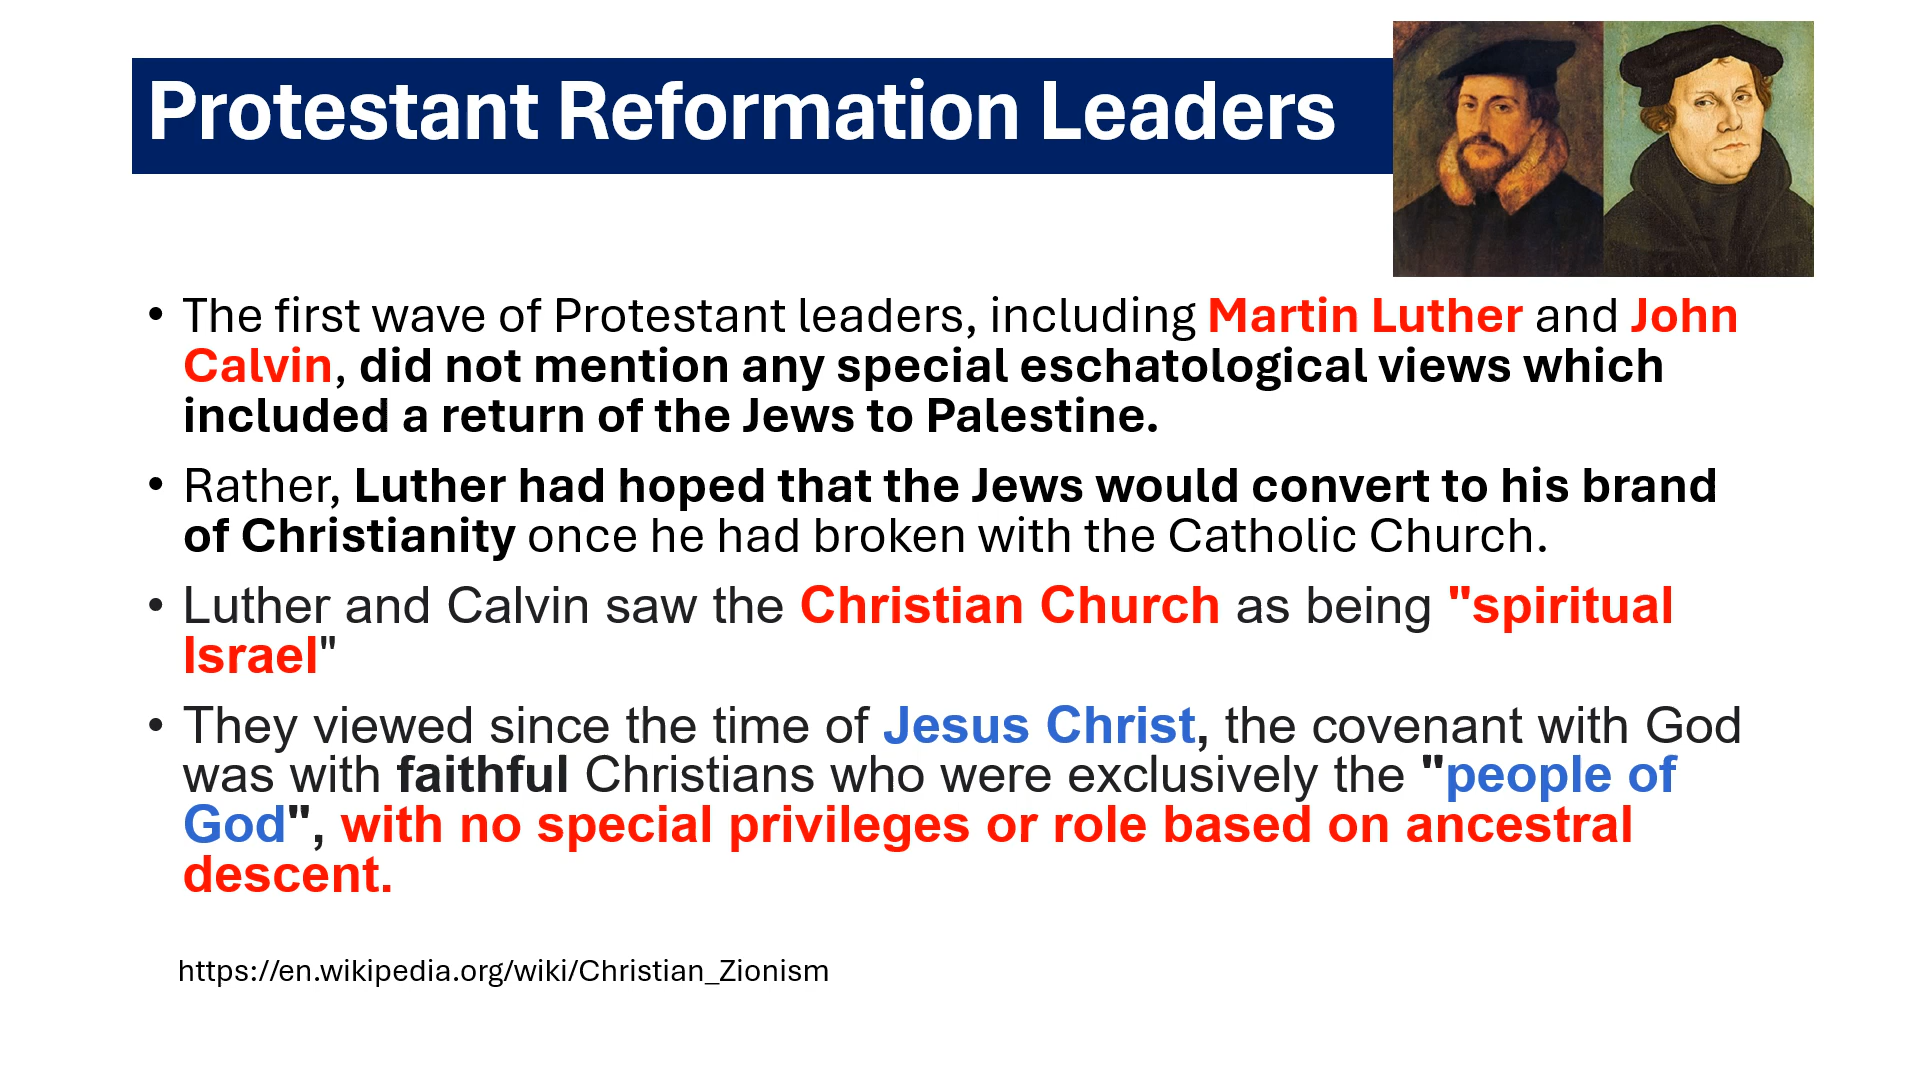 Protestant Reformation Leaders
• The first wave of Protestant leaders, including Martin Luther and John
Calvin, did not mention any special eschatological views which
included a return of the Jews to Palestine.
• Rather, Luther had hoped that the Jews would convert to his brand
of Christianity once he had broken with the Catholic Church.
• Luther and Calvin saw the Christian Church as being "spiritual
Israel"
• They viewed since the time of Jesus Christ, the covenant with God
was with faithful Christians who were exclusively the "people of
God", with no special privileges or role based on ancestral
descent.
https://en.wikipedia.org/wiki/Christian_Zionism